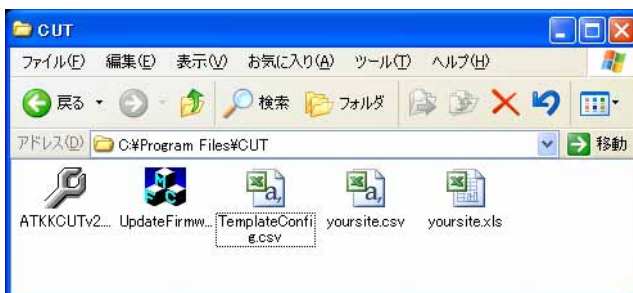 CUT
ファイル(F) 編集(E) 表示(V) お気に入り(A) ツール(T) ヘルプ(H)
戻る 検索 フォルダ
アドレス(D) C:¥Program Files¥CUT 移動
ATKKCUTv2... UpdateFirmw... TemplateConfi yoursite.csv yoursite.xls
g.csv